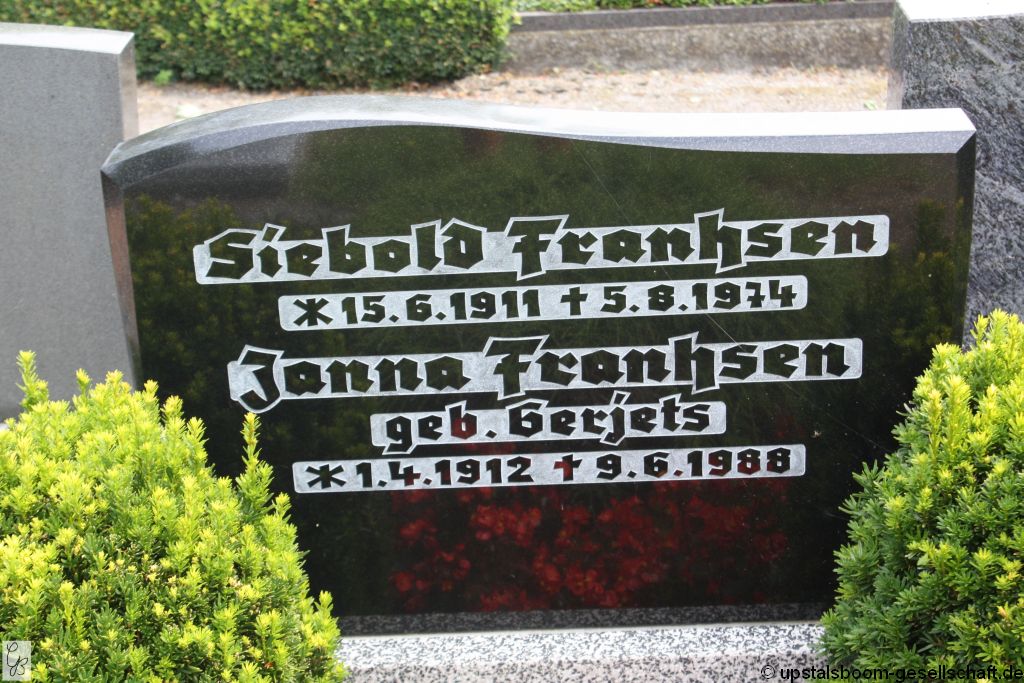 Siebold Franhsen
* 15.6.1911 † 5.8.1974
Janna Franhsen
geb. Gerjets
* 1.4.1912 † 9.6.1988
© upstalsboom-gesellschaft.de